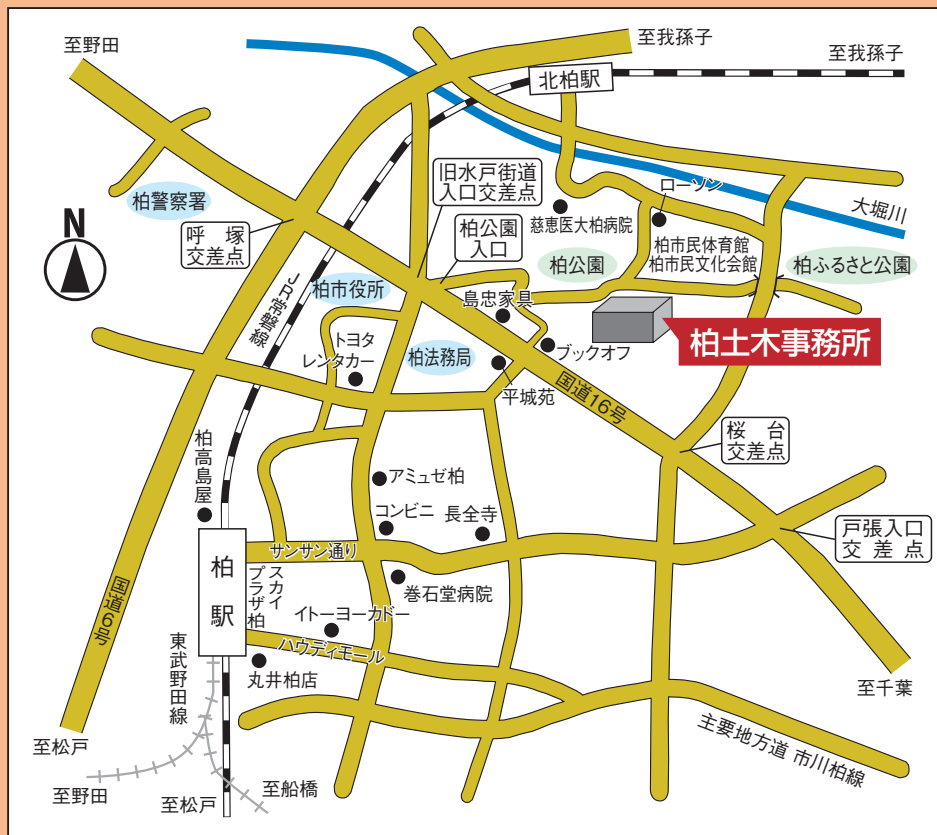 至野田
至我孫子
至我孫子
北柏駅
旧水戸街道
入口交差点
ローソン
柏警察署
大堀川
慈恵医大柏病院
N
呼塚
交差点
柏公園
入口
柏市民体育館
柏市民文化会館
柏公園
柏ふるさと公園
JR常磐線
柏市役所
島忠家具
トヨタ
レンタカー
柏法務局
ブックオフ
柏土木事務所
平城苑
国道16号
桜台
交差点
柏高島屋
アミュゼ柏
コンビニ
長全寺
戸張入口
交差点
サンサン通り
柏駅
スカイ
プラザ柏
巻石堂病院
国道6号
イトーヨーカドー
ハウディモール
東武野田線
丸井柏店
至千葉
主要地方道 市川柏線
至松戸
至野田
至松戸
至船橋